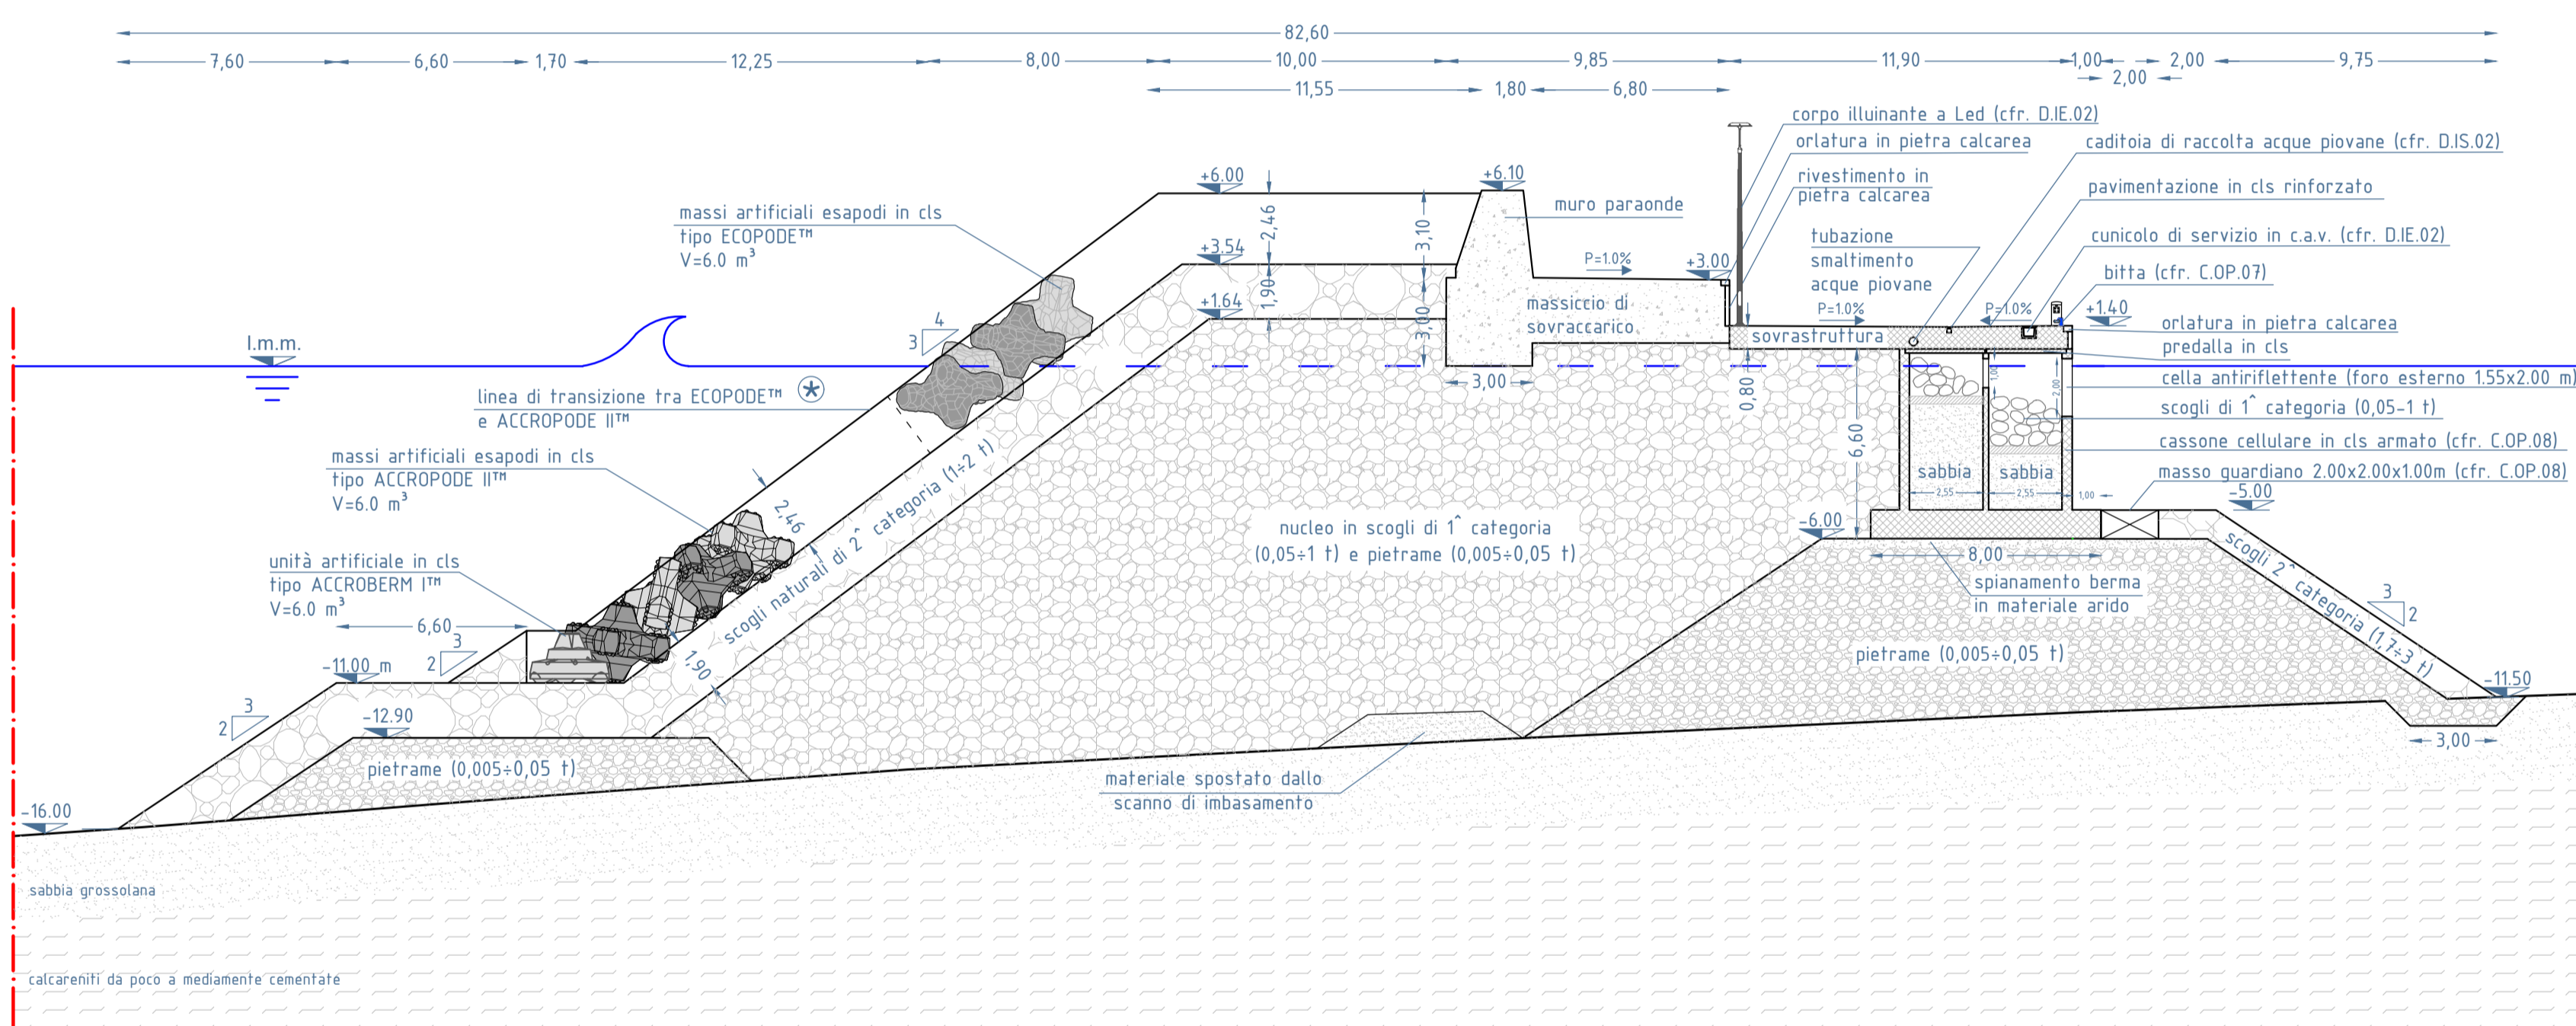 82,60
7,60
6,60
1,70
12,25
8,00
10,00
9,85
11,90
1,00
2,00
9,75
2,00
11,55
1,80
6,80
corpo illuinante a Led (cfr. D.IE.02)
orlatura in pietra calcarea
caditoia di raccolta acque piovane (cfr. D.IS.02)
rivestimento in
pietra calcarea
pavimentazione in cls rinforzato
+6.00
+6.10
muro paraonde
massi artificiali esapodi in cls
tipo ECOPODE™
V=6.0 m³
2,46
3,10
tubazione
smaltimento
acque piovane
cunicolo di servizio in c.a.v. (cfr. D.IE.02)
bitta (cfr. C.OP.07)
+3.54
P=1.0%
+3.00
1,90
+1.64
3,00
massiccio di
sovraccarico
P=1.0%
P=1.0%
+1.40
orlatura in pietra calcarea
predalla in cls
sovrastruttura
4
3
l.m.m.
linea di transizione tra ECOPODE™ *
e ACCROPODE II™
3,00
0,80
1,00
2,00
cella antiriflettente (foro esterno 1.55x2.00 m)
scogli di 1^ categoria (0,05-1 t)
6,60
cassone cellulare in cls armato (cfr. C.OP.08)
masso guardiano 2.00x2.00x1.00m (cfr. C.OP.08)
sabbia
sabbia
2,55
2,55
1,00
-5.00
massi artificiali esapodi in cls
tipo ACCROPODE II™
V=6.0 m³
2,46
scogli naturali di 2^ categoria (1÷2 t)
nucleo in scogli di 1^ categoria
(0,05÷1 t) e pietrame (0,005÷0,05 t)
-6.00
8,00
spianamento berma
in materiale arido
scogli 2^ categoria (1,7÷3 t)
3
2
unità artificiale in cls
tipo ACCROBERM I™
V=6.0 m³
6,60
3
2
1,90
-11.00 m
pietrame (0,005÷0,05 t)
-11.50
3
2
-12.90
3,00
pietrame (0,005÷0,05 t)
materiale spostato dallo
scanno di imbasamento
-16.00
sabbia grossolana
calcareniti da poco a mediamente cementate